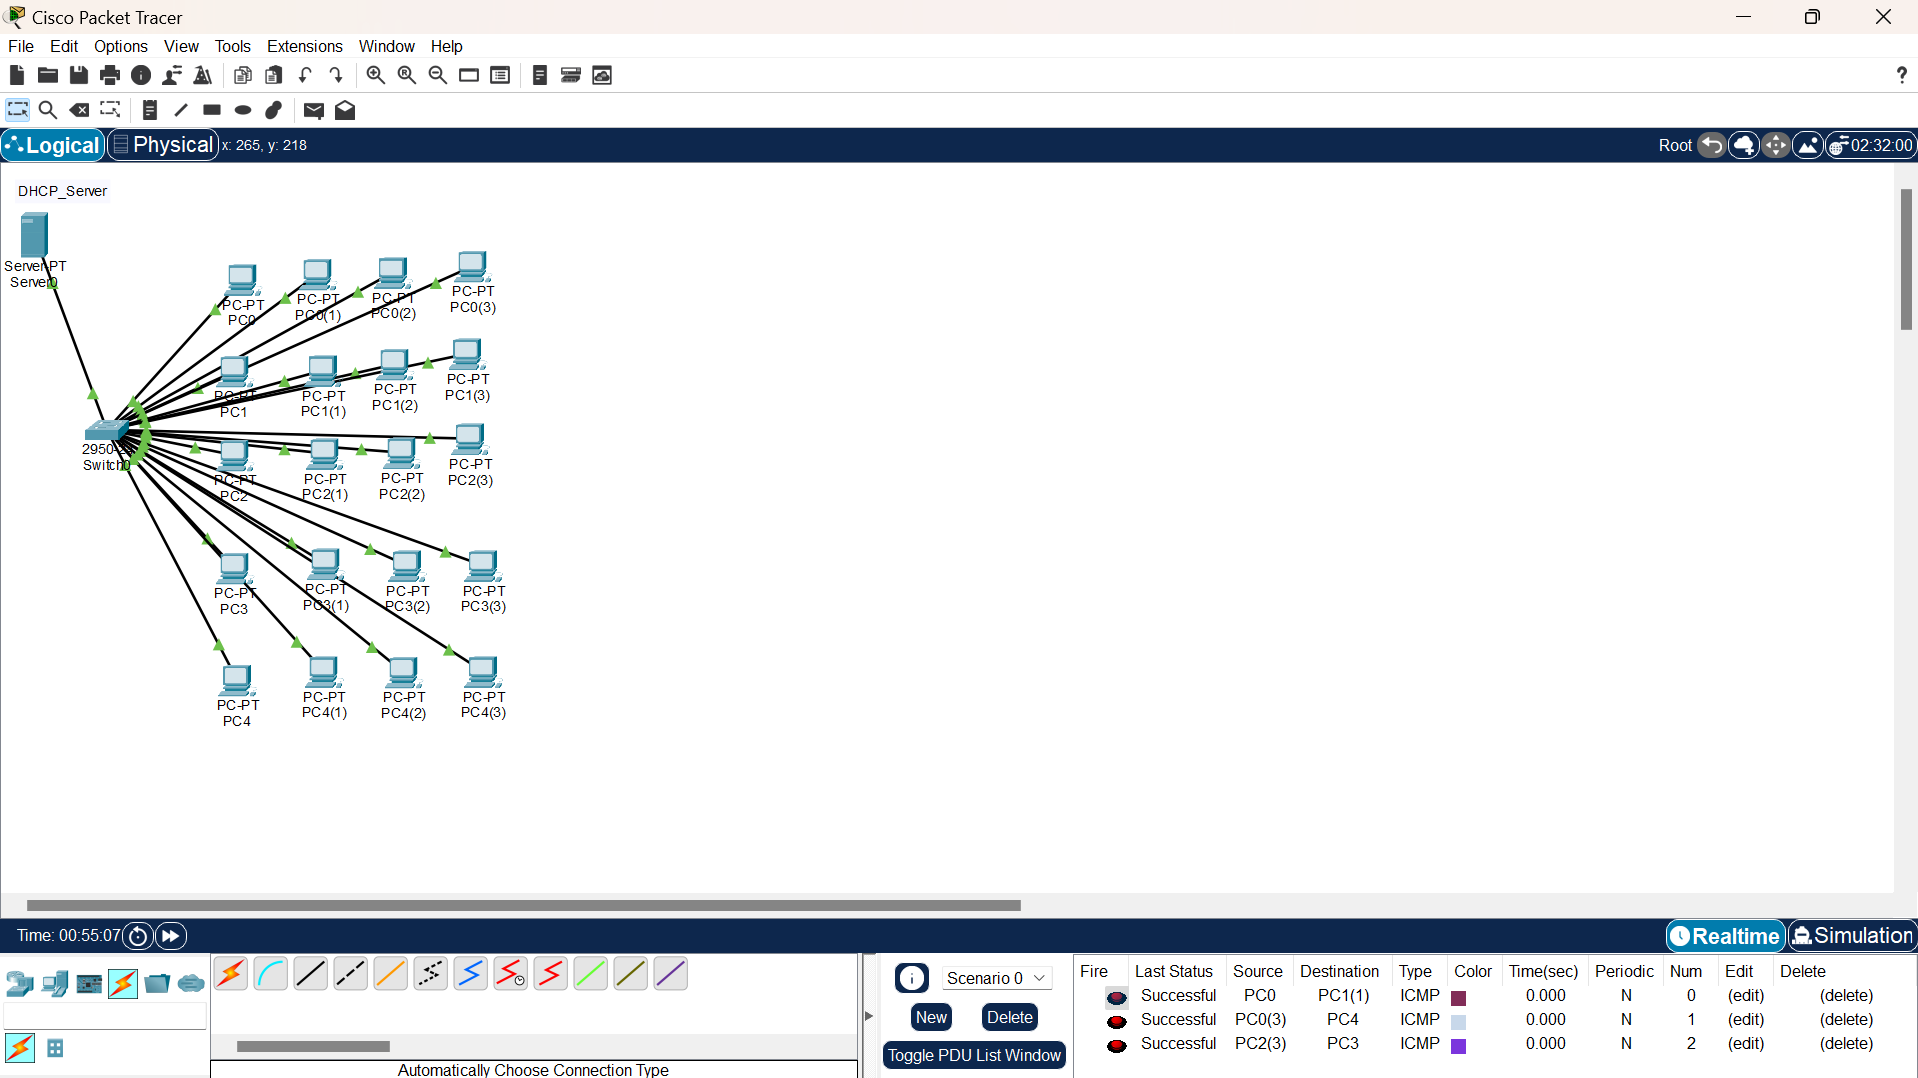 Cisco Packet Tracer
File Edit Options View Tools Extensions Window Help
?
Logical Physical x: 265, y: 218 Root 02:32:00
DHCP_Server
Server-PT
Server0
PC-PT
PC0
PC-PT
PC0(1)
PC-PT
PC0(2)
PC-PT
PC0(3)
PC-PT
PC1
PC-PT
PC1(1)
PC-PT
PC1(2)
PC-PT
PC1(3)
2950-24
Switch0
PC-PT
PC2
PC-PT
PC2(1)
PC-PT
PC2(2)
PC-PT
PC2(3)
PC-PT
PC3
PC-PT
PC3(1)
PC-PT
PC3(2)
PC-PT
PC3(3)
PC-PT
PC4
PC-PT
PC4(1)
PC-PT
PC4(2)
PC-PT
PC4(3)
Time: 00:55:07 Realtime Simulation
Scenario 0
New Delete
Toggle PDU List Window
Automatically Choose Connection Type
Fire Last Status Source Destination Type Color Time(sec) Periodic Num Edit Delete
Successful PC0 PC1(1) ICMP 0.000 N 0 (edit) (delete)
Successful PC0(3) PC4 ICMP 0.000 N 1 (edit) (delete)
Successful PC2(3) PC3 ICMP 0.000 N 2 (edit) (delete)